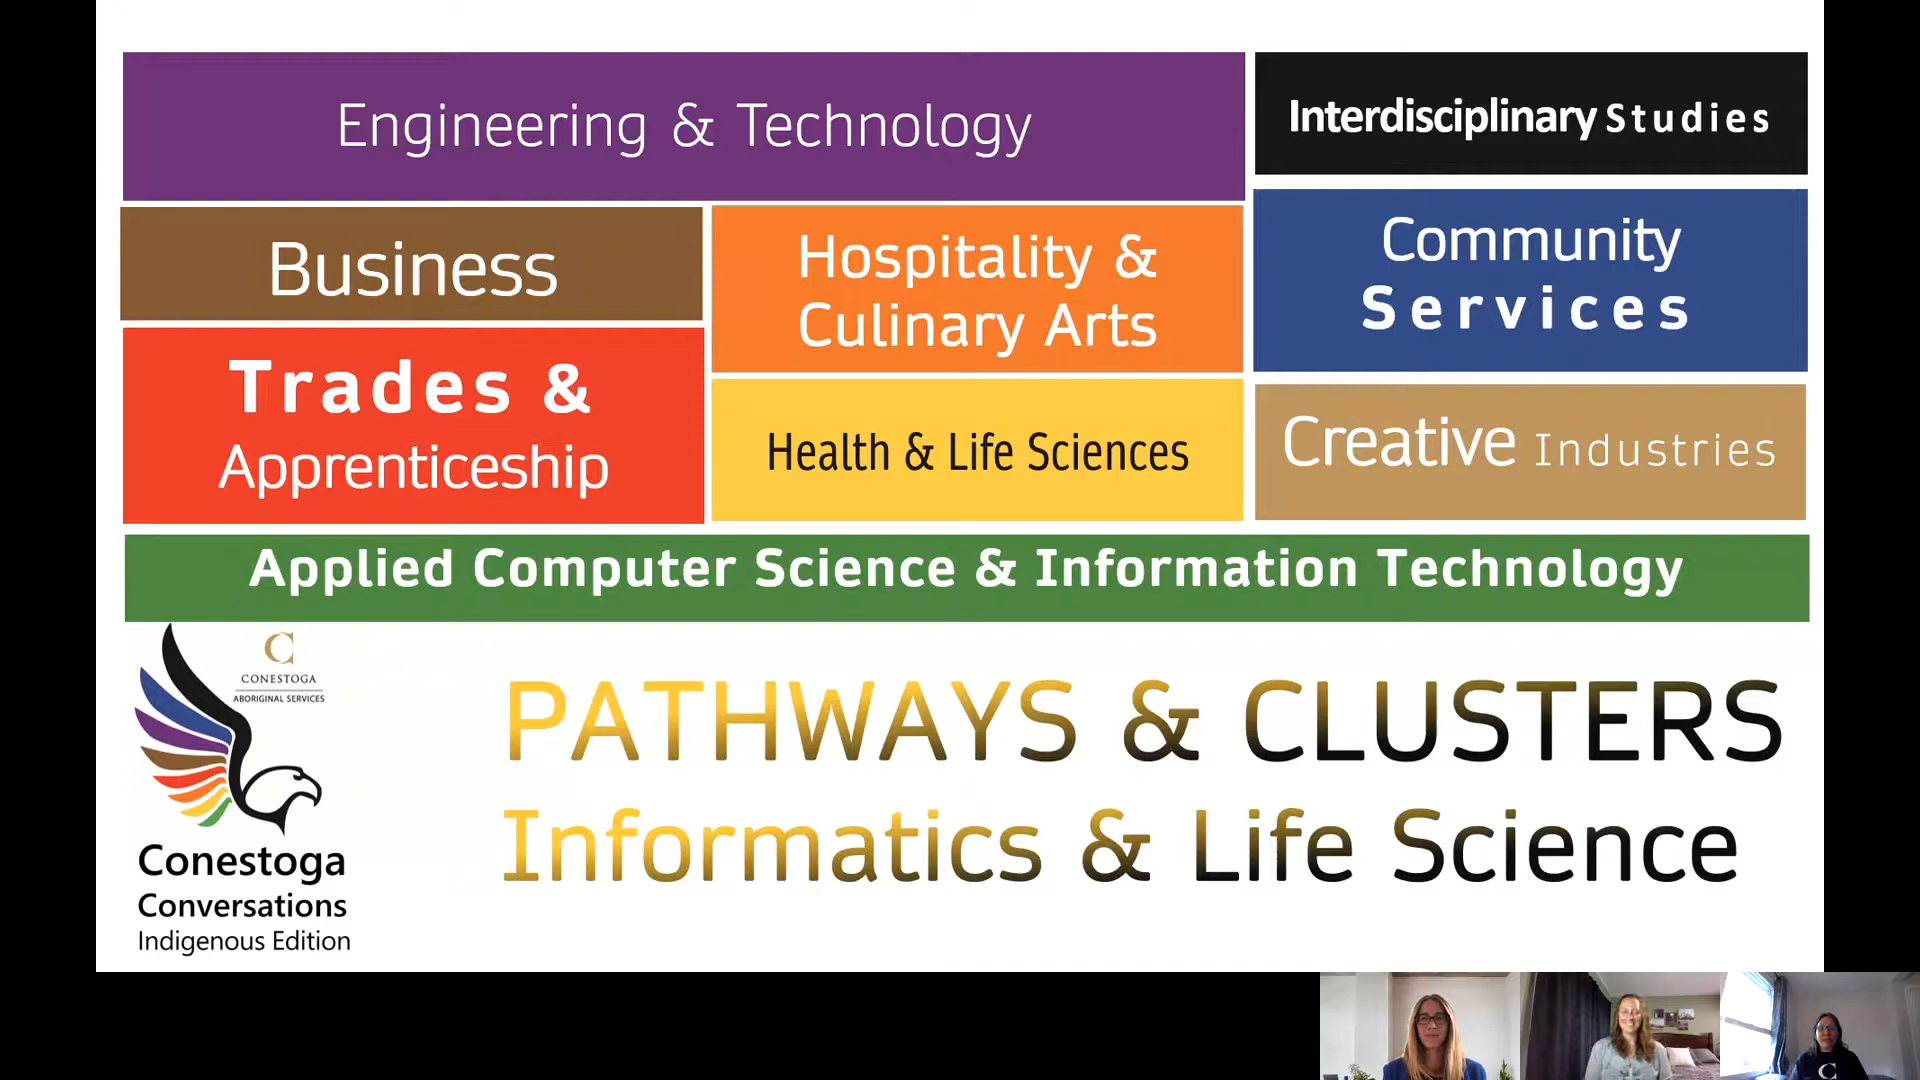 Engineering & Technology
Interdisciplinary Studies
Business
Hospitality &
Culinary Arts
Community
Services
Trades &
Apprenticeship
Health & Life Sciences
Creative Industries
Applied Computer Science & Information Technology
C
CONESTOGA
ABORIGINAL SERVICES
PATHWAYS & CLUSTERS
Informatics & Life Science
Conestoga
Conversations
Indigenous Edition
C